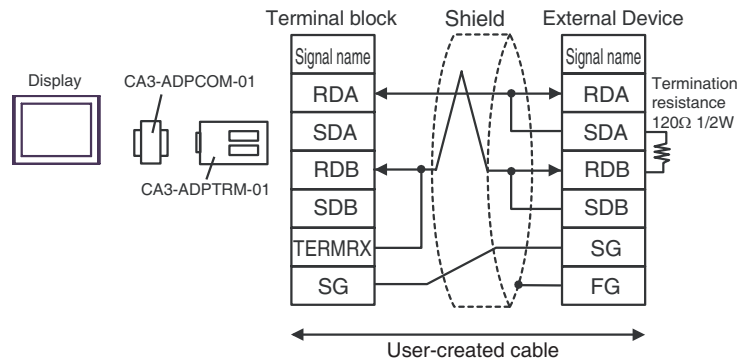 Terminal block
Shield
External Device
Signal name
Signal name
Display
CA3-ADPCOM-01
RDA
RDA
Termination
resistance
120Ω 1/2W
SDA
SDA
RDB
RDB
CA3-ADPTRM-01
SDB
SDB
TERMRX
SG
SG
FG
User-created cable